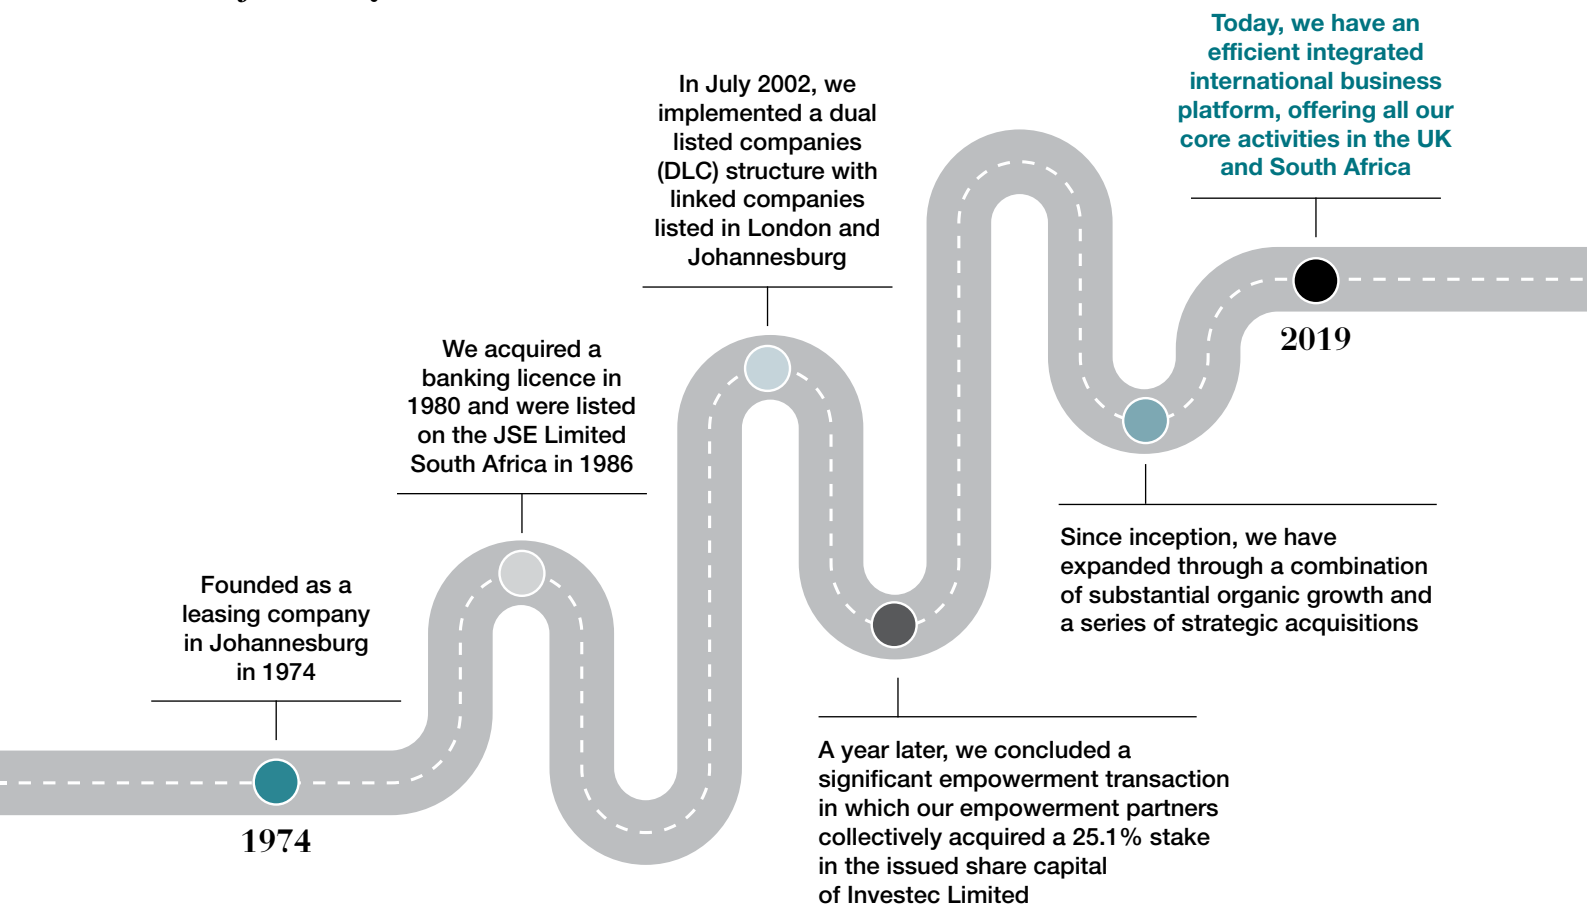 Founded as a
leasing company
in Johannesburg
in 1974
1974
We acquired a
banking licence in
1980 and were listed
on the JSE Limited
South Africa in 1986
In July 2002, we
implemented a dual
listed companies
(DLC) structure with
linked companies
listed in London and
Johannesburg
A year later, we concluded a
significant empowerment transaction
in which our empowerment partners
collectively acquired a 25.1% stake
in the issued share capital
of Investec Limited
Since inception, we have
expanded through a combination
of substantial organic growth and
a series of strategic acquisitions
Today, we have an
efficient integrated
international business
platform, offering all our
core activities in the UK
and South Africa
2019